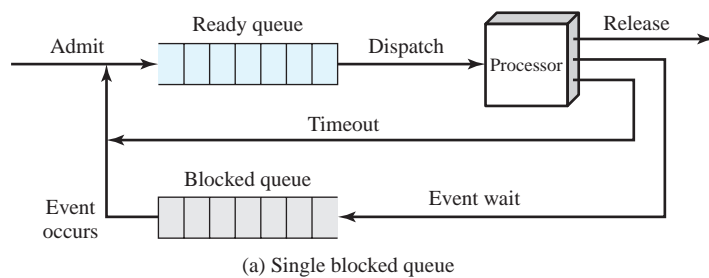 Ready queue
Release
Admit
Dispatch
Processor
Timeout
Blocked queue
Event wait
Event
occurs
(a) Single blocked queue